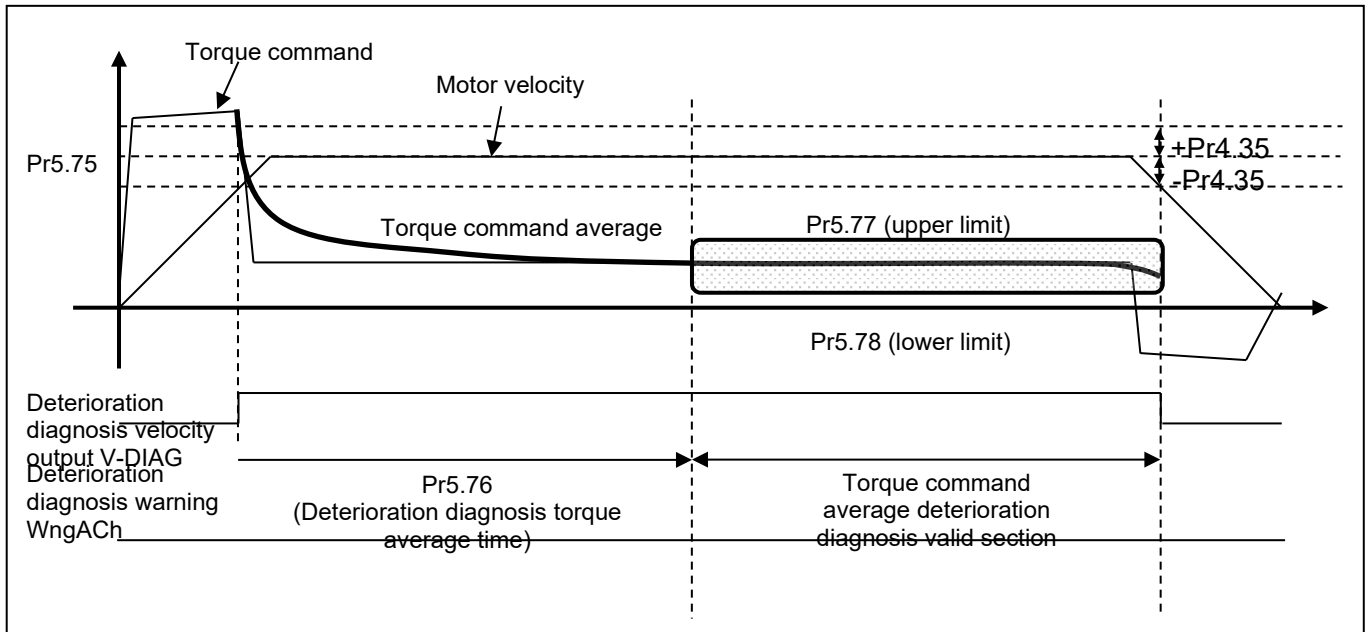 Torque command
Motor velocity
Pr5.75
+Pr4.35
-Pr4.35
Torque command average
Pr5.77 (upper limit)
Pr5.78 (lower limit)
Deterioration
diagnosis velocity
output V-DIAG
Deterioration
diagnosis warning
WngACh
Pr5.76
(Deterioration diagnosis torque
average time)
Torque command
average deterioration
diagnosis valid section